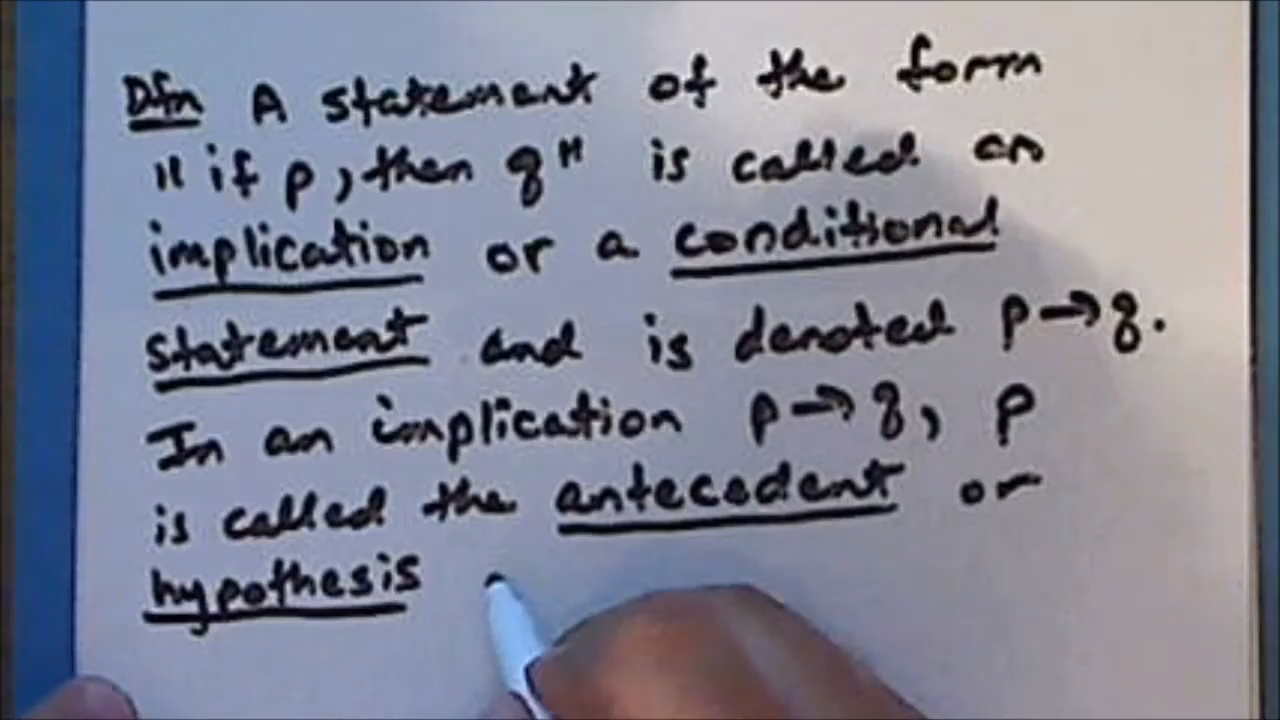 Dfn A statement of the form
"if p, then q" is called an
implication or a conditional
statement and is denoted p→q.
In an implication p→q, p
is called the antecedent or
hypothesis